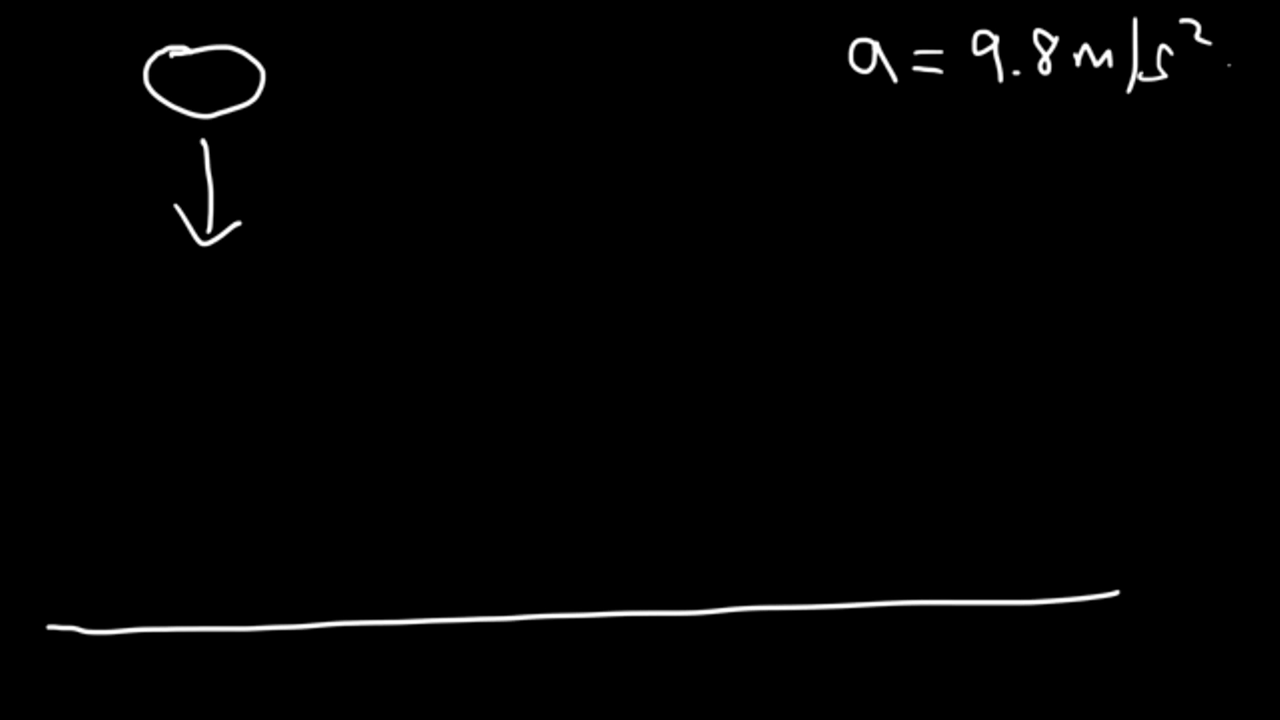 a = 9.8 m/s²